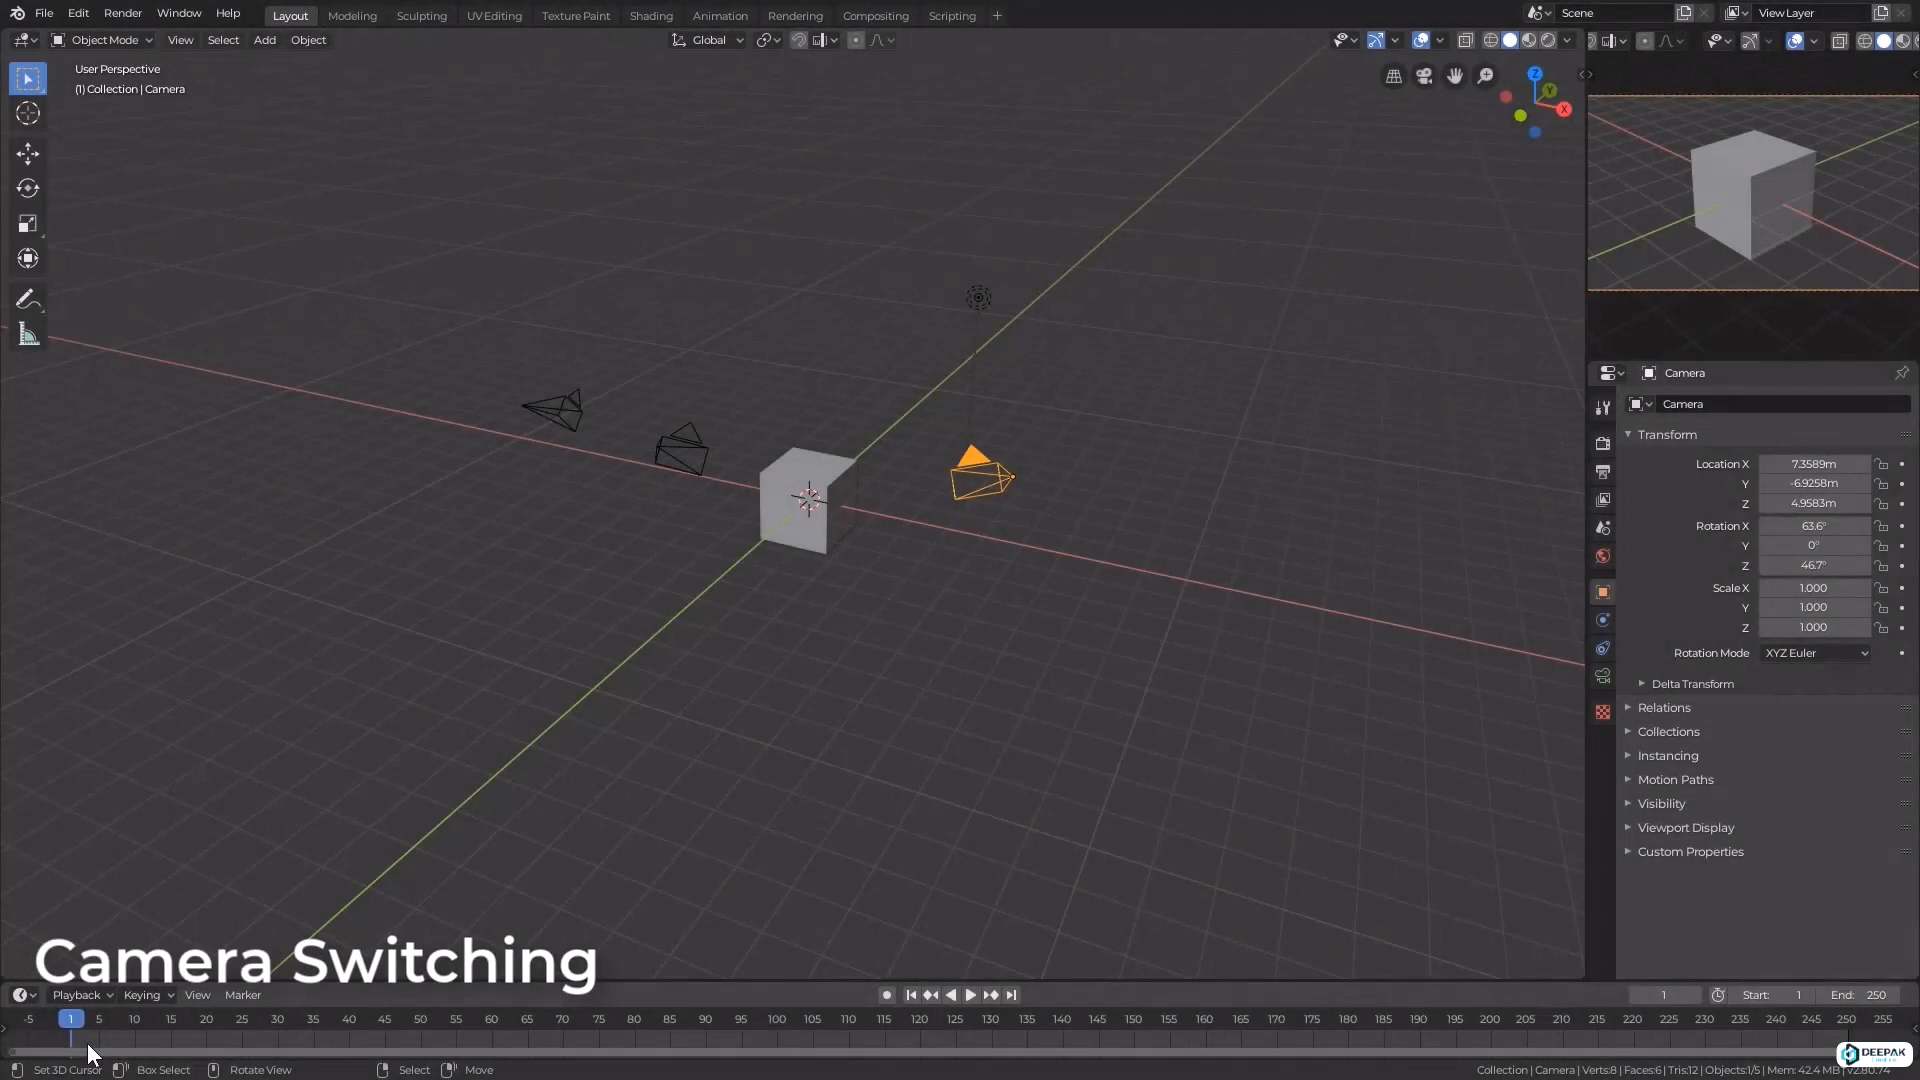 File Edit Render Window Help Layout Modeling Sculpting UV Editing Texture Paint Shading Animation Rendering Compositing Scripting + Scene View Layer
Object Mode View Select Add Object Global
User Perspective
(1) Collection | Camera
Z
Y
X
Camera
Camera
Transform
Location X 7.3589m
Y -6.9258m
Z 4.9583m
Rotation X 63.6°
Y 0°
Z 46.7°
Scale X 1.000
Y 1.000
Z 1.000
Rotation Mode XYZ Euler
Delta Transform
Relations
Collections
Instancing
Motion Paths
Visibility
Viewport Display
Custom Properties
Camera Switching
Playback Keying View Marker 1 Start: 1 End: 250
-5 1 5 10 15 20 25 30 35 40 45 50 55 60 65 70 75 80 85 90 95 100 105 110 115 120 125 130 135 140 145 150 155 160 165 170 175 180 185 190 195 200 205 210 215 220 225 230 235 240 245 250 255
DEEPAK
Set 3D Cursor Box Select Rotate View Select Move Collection | Camera | Verts:8 | Faces:6 | Tris:12 | Objects:1/5 | Mem: 42.4 MB | v2.80.74